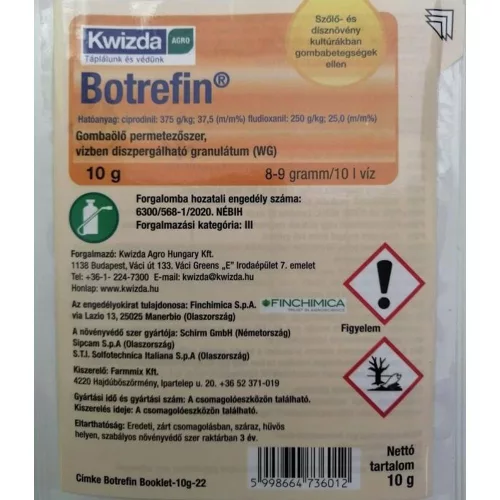 Kwizda AGRO
Táplálunk és védünk
Szőlő- és
dísznövény
kultúrákban
gombabetegségek
ellen
Botrefin®
Hatóanyag: ciprodinil: 375 g/kg; 37,5 (m/m%) fludioxanil: 250 g/kg; 25,0 (m/m%)
Gombaölő permetezőszer,
vízben diszpergálható granulátum (WG)
10 g
8-9 gramm/10 l víz
Forgalomba hozatali engedély száma:
6300/568-1/2020. NÉBIH
Forgalmazási kategória: III
Forgalmazó: Kwizda Agro Hungary Kft.
1138 Budapest, Váci út 133. Váci Greens „E" Irodaépület 7. emelet
Tel: +36-1- 224-7300 E-mail: kwizda@kwizda.hu
Honlap: www.kwizda.hu
Az engedélyokirat tulajdonosa: Finchimica S.p.A.
via Lazio 13, 25025 Manerbio (Olaszország)
FINCHIMICA
Figyelem
A növényvédő szer gyártója: Schirm GmbH (Németország)
Sipcam S.p.A (Olaszország)
S.T.I. Solfotechnica Italiana S.p.A (Olaszország)
Kiszerelő: Farmmix Kft.
4220 Hajdúböszörmény, Ipartelep u. 20. +36 52 371-019
Gyártási idő és gyártási szám: A csomagolóeszközön található.
Kiszerelés ideje: A csomagolóeszközön található.
Eltarthatóság: Eredeti, zárt csomagolásban, száraz, hűvös
helyen, szabályos növényvédő szer raktárban 3 év.
Nettó
tartalom
10 g
Címke Botrefin Booklet-10g-22
5 998664 736012